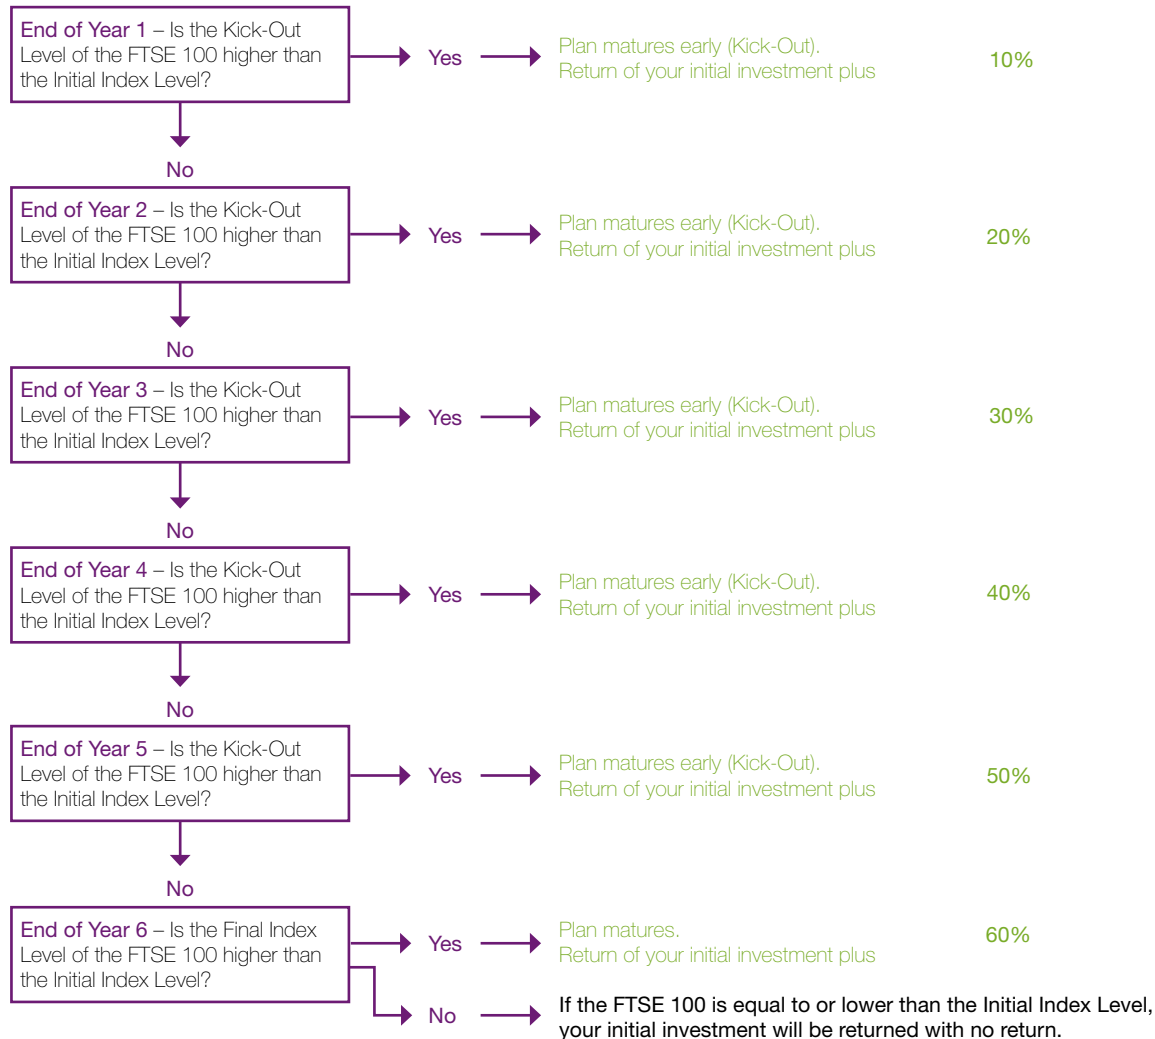 End of Year 1 – Is the Kick-Out
Level of the FTSE 100 higher than
the Initial Index Level?
Yes
Plan matures early (Kick-Out).
Return of your initial investment plus
10%
No
End of Year 2 – Is the Kick-Out
Level of the FTSE 100 higher than
the Initial Index Level?
Yes
Plan matures early (Kick-Out).
Return of your initial investment plus
20%
No
End of Year 3 – Is the Kick-Out
Level of the FTSE 100 higher than
the Initial Index Level?
Yes
Plan matures early (Kick-Out).
Return of your initial investment plus
30%
No
End of Year 4 – Is the Kick-Out
Level of the FTSE 100 higher than
the Initial Index Level?
Yes
Plan matures early (Kick-Out).
Return of your initial investment plus
40%
No
End of Year 5 – Is the Kick-Out
Level of the FTSE 100 higher than
the Initial Index Level?
Yes
Plan matures early (Kick-Out).
Return of your initial investment plus
50%
No
End of Year 6 – Is the Final Index
Level of the FTSE 100 higher than
the Initial Index Level?
Yes
Plan matures.
Return of your initial investment plus
60%
No
If the FTSE 100 is equal to or lower than the Initial Index Level,
your initial investment will be returned with no return.